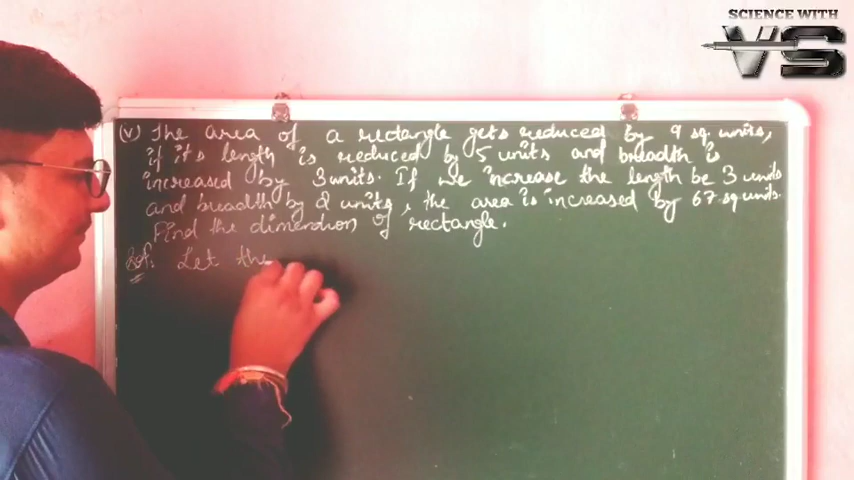 SCIENCE WITH
VS
(v) The area of a rectangle gets reduced by 9 sq. units,
if it's length is reduced by 5 units and breadth is
increased by 3 units. If we increase the length be 3 units
and breadth by 2 units, the area is increased by 67 sq units.
Find the dimension of rectangle.
Sol. Let the